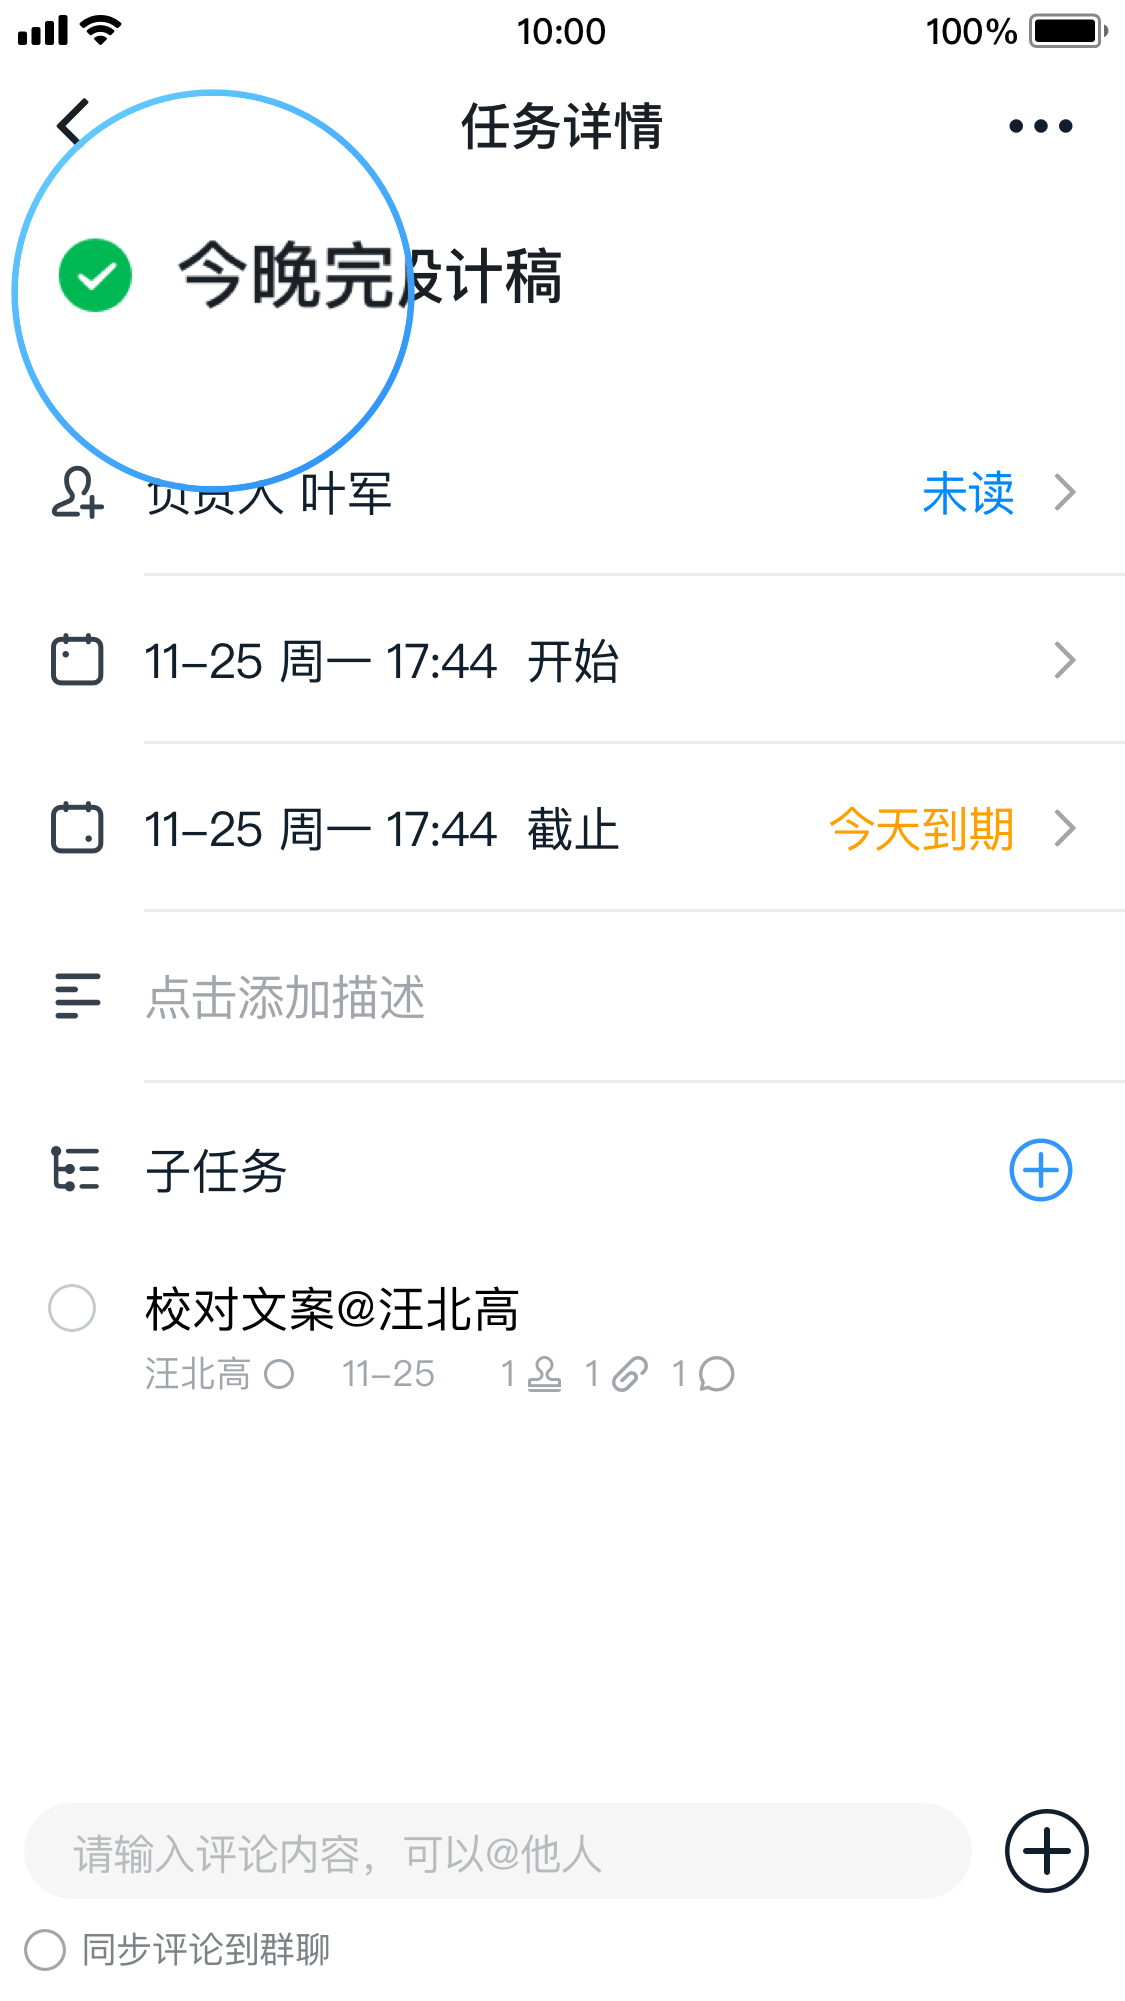 10:00
100%
任务详情
今晚完设计稿
负责人 叶军
未读
11-25 周一 17:44 开始
11-25 周一 17:44 截止
今天到期
点击添加描述
子任务
校对文案@汪北高
汪北高 11-25 1 1 1
请输入评论内容，可以@他人
同步评论到群聊